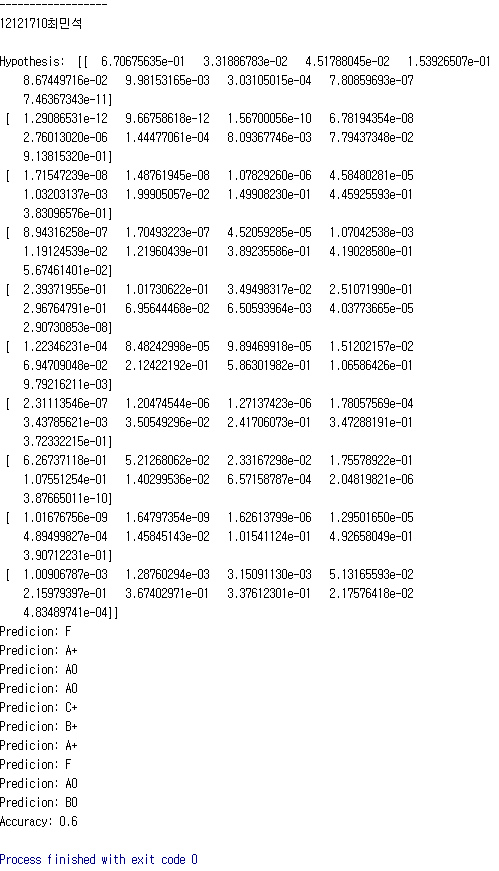 ------------------
12121710최민석

Hypothesis:  [[  6.70675635e-01   3.31886783e-02   4.51788045e-02   1.53926507e-01
    8.67449716e-02   9.98153165e-03   3.03105015e-04   7.80859693e-07
    7.46367343e-11]
 [  1.29086531e-12   9.66758618e-12   1.56700056e-10   6.78194354e-08
    2.76013020e-06   1.44477061e-04   8.09367746e-03   7.79437348e-02
    9.13815320e-01]
 [  1.71547239e-08   1.48761945e-08   1.07829260e-06   4.58480281e-05
    1.03203137e-03   1.99905057e-02   1.49908230e-01   4.45925593e-01
    3.83096576e-01]
 [  8.94316258e-07   1.70493223e-07   4.52059285e-05   1.07042538e-03
    1.19124539e-02   1.21960439e-01   3.89235586e-01   4.19028580e-01
    5.67461401e-02]
 [  2.39371955e-01   1.01730622e-01   3.49498317e-02   2.51071990e-01
    2.96764791e-01   6.95644468e-02   6.50593964e-03   4.03773665e-05
    2.90730853e-08]
 [  1.22346231e-04   8.48242998e-05   9.89469918e-05   1.51202157e-02
    6.94709048e-02   2.12422192e-01   5.86301982e-01   1.06586426e-01
    9.79216211e-03]
 [  2.31113546e-07   1.20474544e-06   1.27137423e-06   1.78057569e-04
    3.43785621e-03   3.50549296e-02   2.41706073e-01   3.47288191e-01
    3.72332215e-01]
 [  6.26737118e-01   5.21268062e-02   2.33167298e-02   1.75578922e-01
    1.07551254e-01   1.40299536e-02   6.57158787e-04   2.04819821e-06
    3.87665011e-10]
 [  1.01676756e-09   1.64797354e-09   1.62613799e-06   1.29501650e-05
    4.89499827e-04   1.45845143e-02   1.01541124e-01   4.92658049e-01
    3.90712231e-01]
 [  1.00906787e-03   1.28760294e-03   3.15091130e-03   5.13165593e-02
    2.15979397e-01   3.67402971e-01   3.37612301e-01   2.17576418e-02
    4.83489741e-04]]
Predicion: F
Predicion: A+
Predicion: A0
Predicion: A0
Predicion: C+
Predicion: B+
Predicion: A+
Predicion: F
Predicion: A0
Predicion: B0
Accuracy: 0.6

Process finished with exit code 0